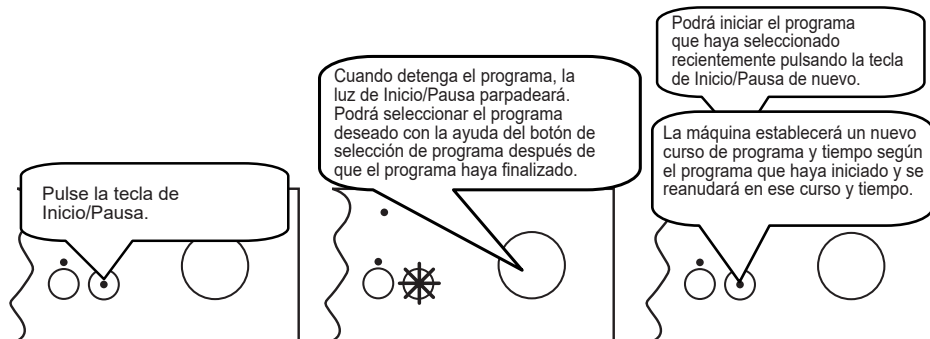 Pulse la tecla de
Inicio/Pausa.
Cuando detenga el programa, la
luz de Inicio/Pausa parpadeará.
Podrá seleccionar el programa
deseado con la ayuda del botón de
selección de programa después de
que el programa haya finalizado.
Podrá iniciar el programa
que haya seleccionado
recientemente pulsando la tecla
de Inicio/Pausa de nuevo.
La máquina establecerá un nuevo
curso de programa y tiempo según
el programa que haya iniciado y se
reanudará en ese curso y tiempo.